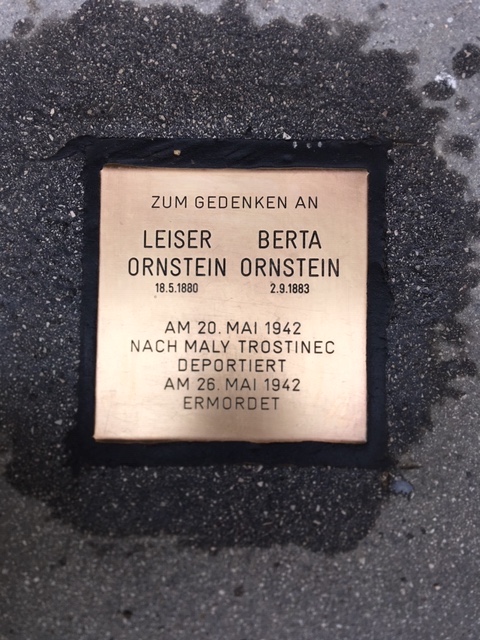 ZUM GEDENKEN AN
LEISER BERTA
ORNSTEIN ORNSTEIN
18.5.1880 2.9.1883
AM 20. MAI 1942
NACH MALY TROSTINEC
DEPORTIERT
AM 26. MAI 1942
ERMORDET